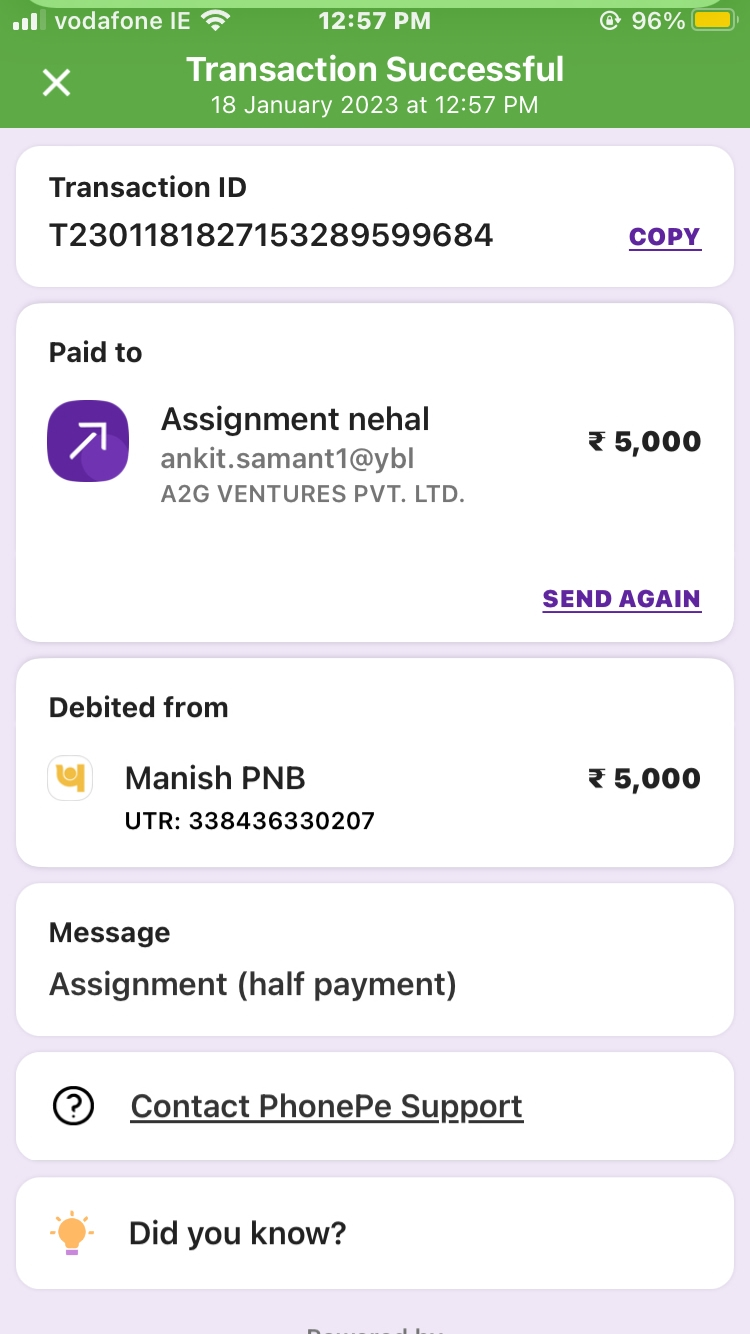 vodafone IE 12:57 PM 96%
Transaction Successful
18 January 2023 at 12:57 PM
Transaction ID
T2301181827153289599684 COPY
Paid to
Assignment nehal
₹ 5,000
ankit.samant1@ybl
A2G VENTURES PVT. LTD.
SEND AGAIN
Debited from
Manish PNB ₹ 5,000
UTR: 338436330207
Message
Assignment (half payment)
Contact PhonePe Support
Did you know?